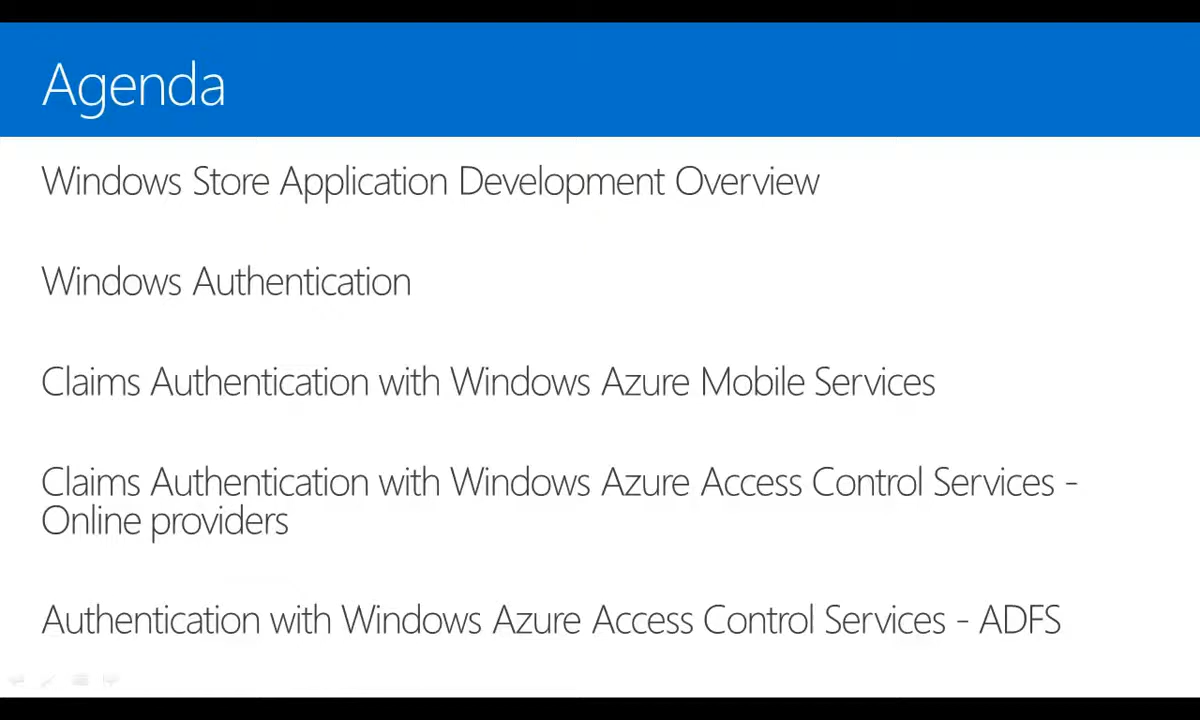 Agenda
Windows Store Application Development Overview
Windows Authentication
Claims Authentication with Windows Azure Mobile Services
Claims Authentication with Windows Azure Access Control Services -
Online providers
Authentication with Windows Azure Access Control Services - ADFS